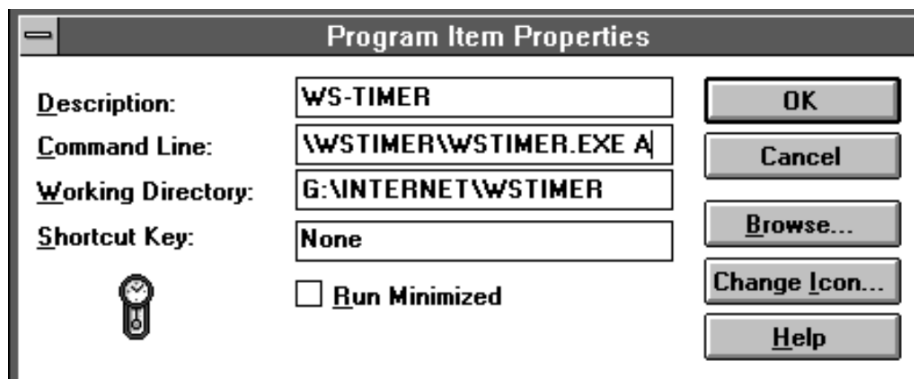 Program Item Properties
Description: WS-TIMER OK
Command Line: \WSTIMER\WSTIMER.EXE A Cancel
Working Directory: G:\INTERNET\WSTIMER
Browse...
Shortcut Key: None
Change Icon...
Run Minimized
Help